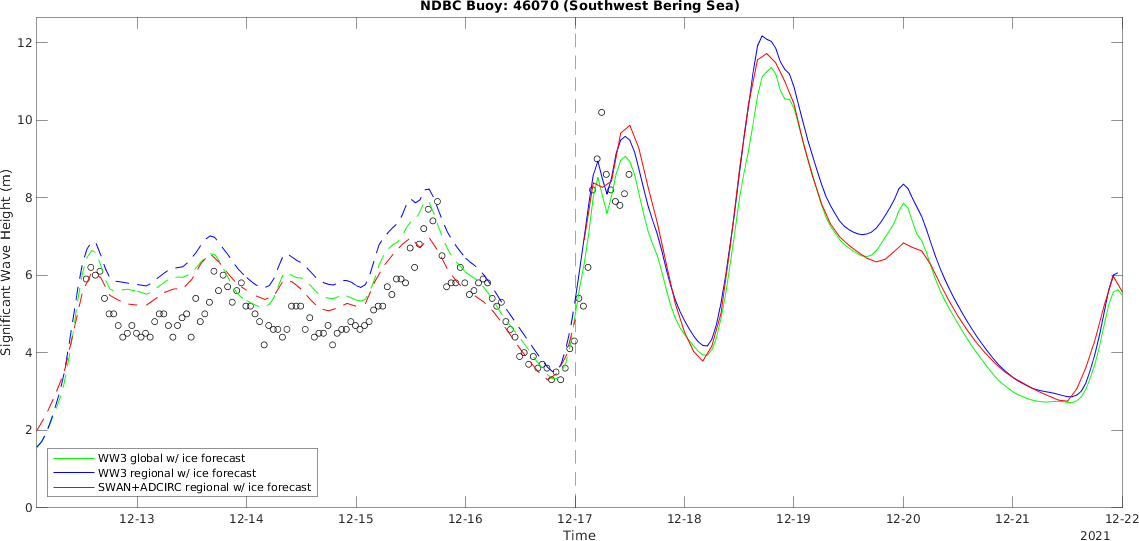 NDBC Buoy: 46070 (Southwest Bering Sea)
12
10
8
6
4
2
0
Significant Wave Height (m)
WW3 global w/ ice forecast
WW3 regional w/ ice forecast
SWAN+ADCIRC regional w/ ice forecast
12-13 12-14 12-15 12-16 12-17 12-18 12-19 12-20 12-21 12-22
Time
2021